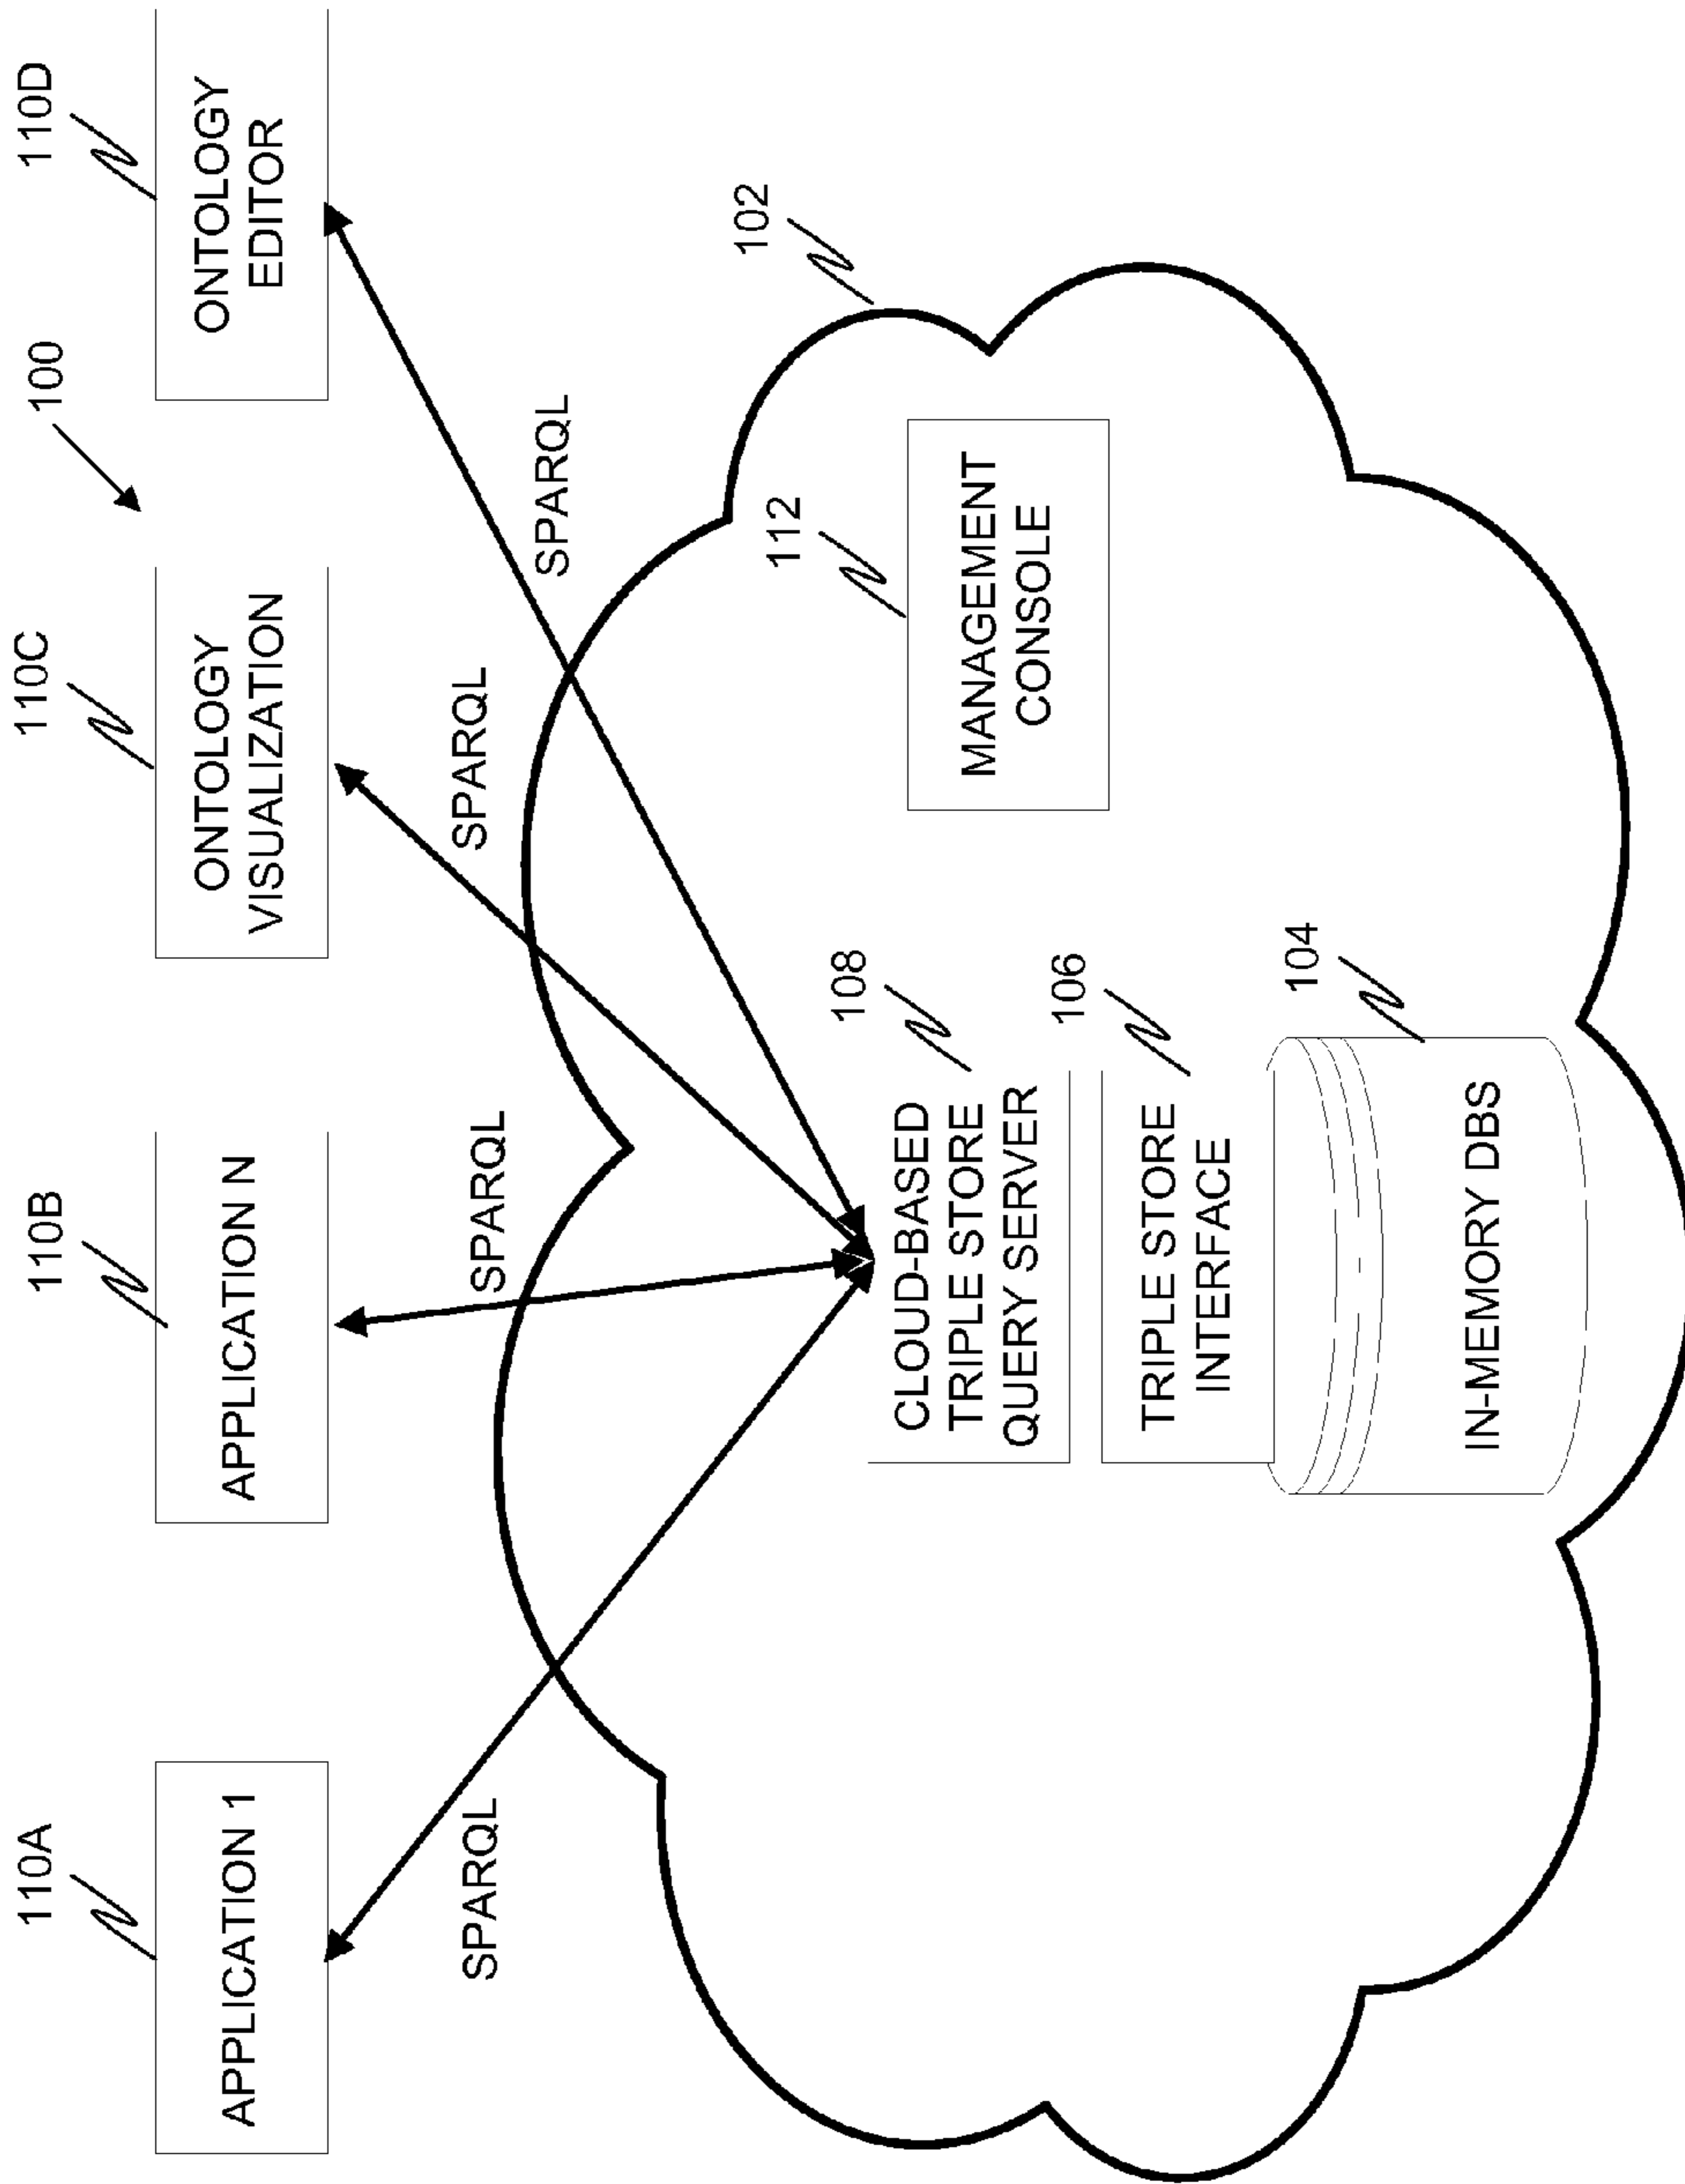 100
110A
110B
110C
110D
APPLICATION 1
APPLICATION N
ONTOLOGY
VISUALIZATION
ONTOLOGY
EDITOR
SPARQL
SPARQL
SPARQL
SPARQL
102
108
CLOUD-BASED
TRIPLE STORE
QUERY SERVER
112
MANAGEMENT
CONSOLE
106
TRIPLE STORE
INTERFACE
104
IN-MEMORY DBS